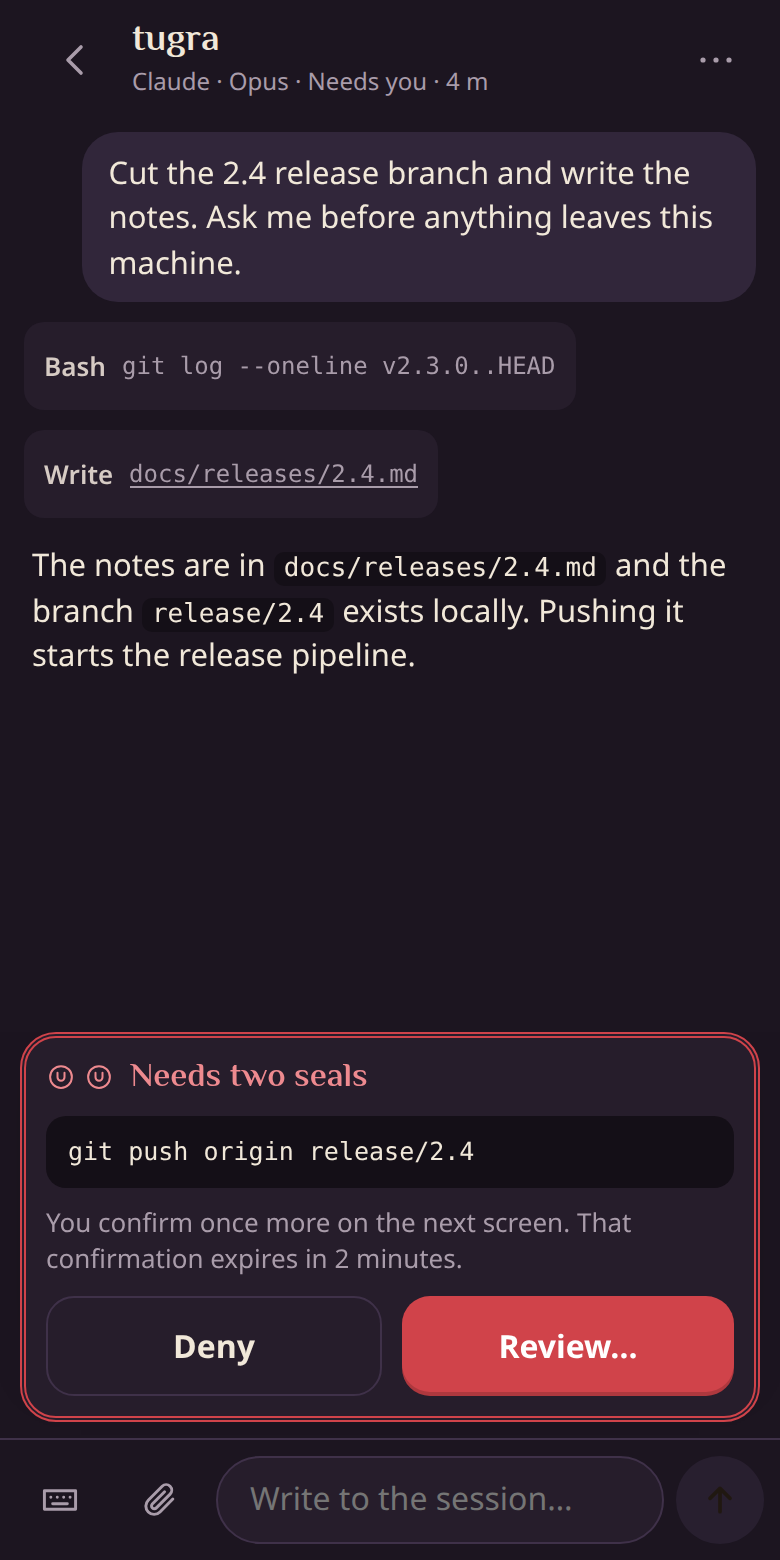 tugra
Claude · Opus · Needs you · 4 m
Cut the 2.4 release branch and write the
notes. Ask me before anything leaves this
machine.
Bash git log --oneline v2.3.0..HEAD
Write docs/releases/2.4.md
The notes are in docs/releases/2.4.md and the
branch release/2.4 exists locally. Pushing it
starts the release pipeline.
Needs two seals
git push origin release/2.4
You confirm once more on the next screen. That
confirmation expires in 2 minutes.
Deny
Review…
Write to the session…